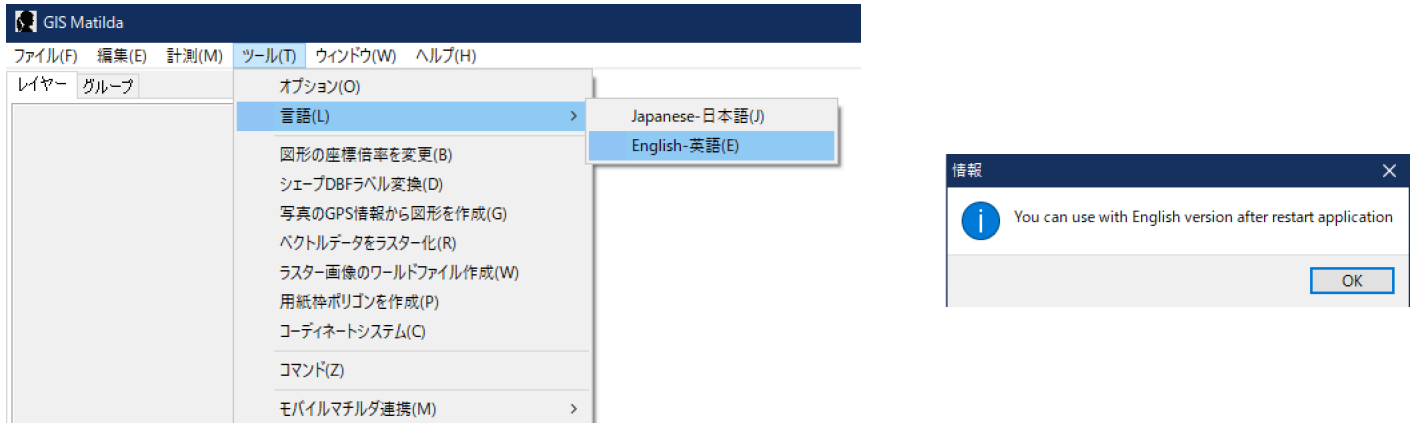 GIS Matilda
ファイル(F) 編集(E) 計測(M) ツール(T) ウィンドウ(W) ヘルプ(H)
レイヤー グループ
オプション(O)
言語(L)
Japanese-日本語(J)
English-英語(E)
図形の座標倍率を変更(B)
シェープDBFラベル変換(D)
写真のGPS情報から図形を作成(G)
ベクトルデータをラスター化(R)
ラスター画像のワールドファイル作成(W)
用紙枠ポリゴンを作成(P)
コーディネートシステム(C)
コマンド(Z)
モバイルマチルダ連携(M)
情報
You can use with English version after restart application
OK